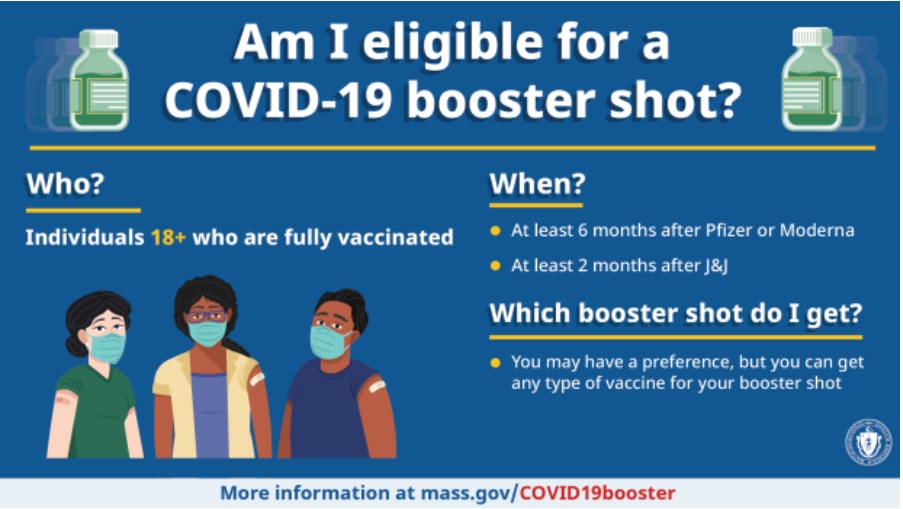 Am I eligible for a
COVID-19 booster shot?
Who?
Individuals 18+ who are fully vaccinated
When?
At least 6 months after Pfizer or Moderna
At least 2 months after J&J
Which booster shot do I get?
You may have a preference, but you can get
any type of vaccine for your booster shot
More information at mass.gov/COVID19booster